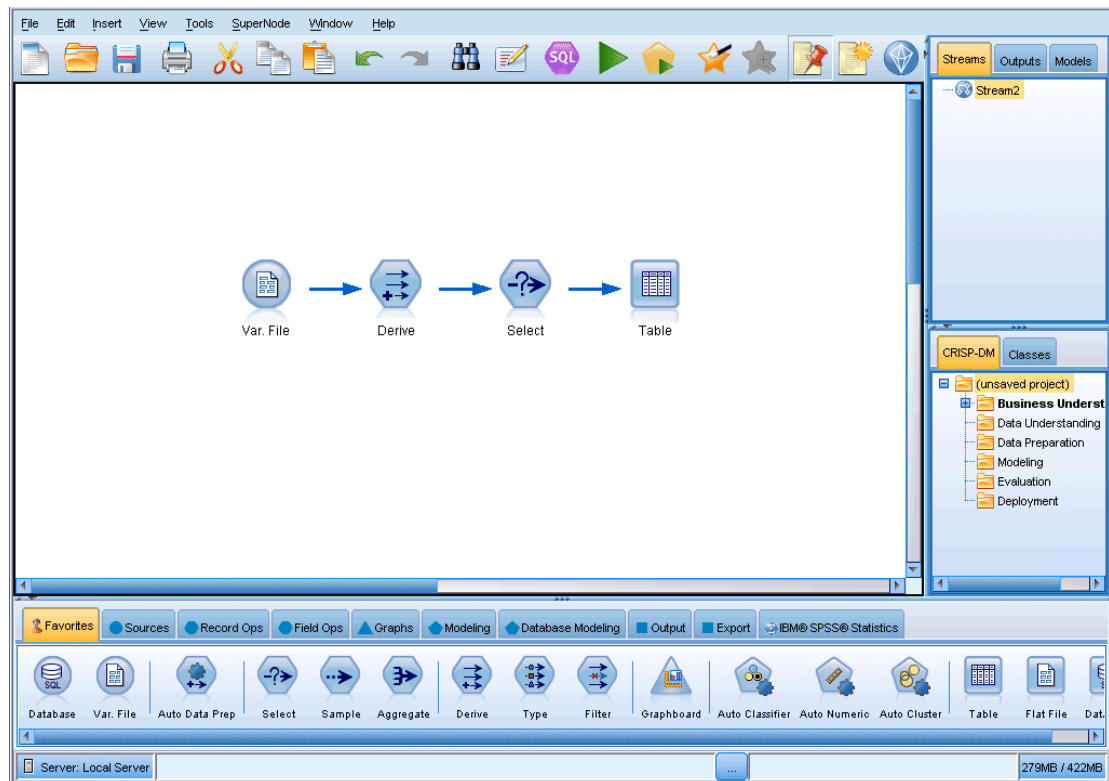 File Edit Insert View Tools SuperNode Window Help
SQL
Streams Outputs Models
Stream2
Var. File Derive Select Table
CRISP-DM Classes
(unsaved project)
Business Underst
Data Understanding
Data Preparation
Modeling
Evaluation
Deployment
Favorites Sources Record Ops Field Ops Graphs Modeling Database Modeling Output Export IBM® SPSS® Statistics
SQL
Database Var. File Auto Data Prep Select Sample Aggregate Derive Type Filter Graphboard Auto Classifier Auto Numeric Auto Cluster Table Flat File Dat
Server: Local Server ... 279MB / 422MB